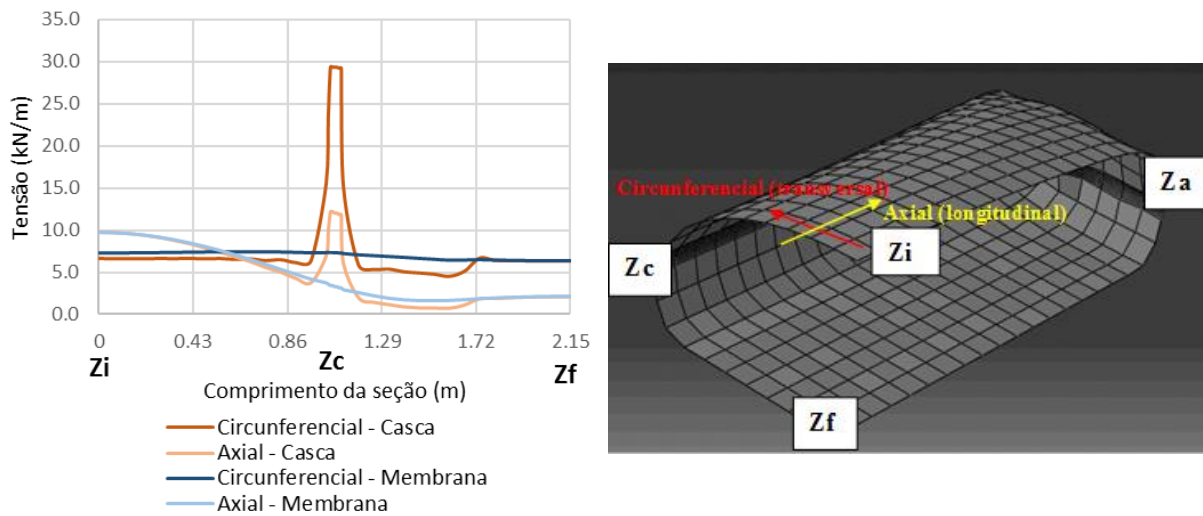 35.0
30.0
25.0
20.0
15.0
10.0
5.0
0.0
Tensão (kN/m)
0 0.43 0.86 1.29 1.72 2.15
Zi Zc Zf
Comprimento da seção (m)
Circunferencial - Casca
Axial - Casca
Circunferencial - Membrana
Axial - Membrana
Circunferencial (transversal)
Axial (longitudinal)
Za
Zc
Zi
Zf